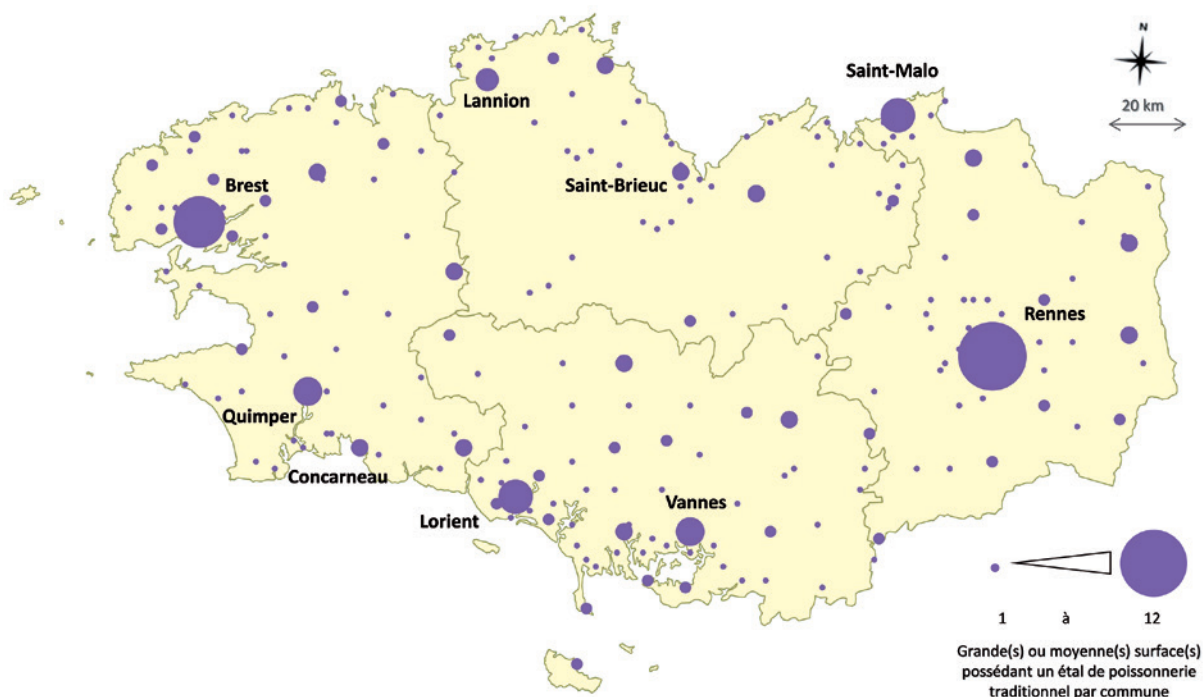 N
20 km
Saint-Malo
Lannion
Saint-Brieuc
Brest
Rennes
Quimper
Concarneau
Lorient
Vannes
1 à 12
Grande(s) ou moyenne(s) surface(s)
possédant un étal de poissonnerie
traditionnel par commune